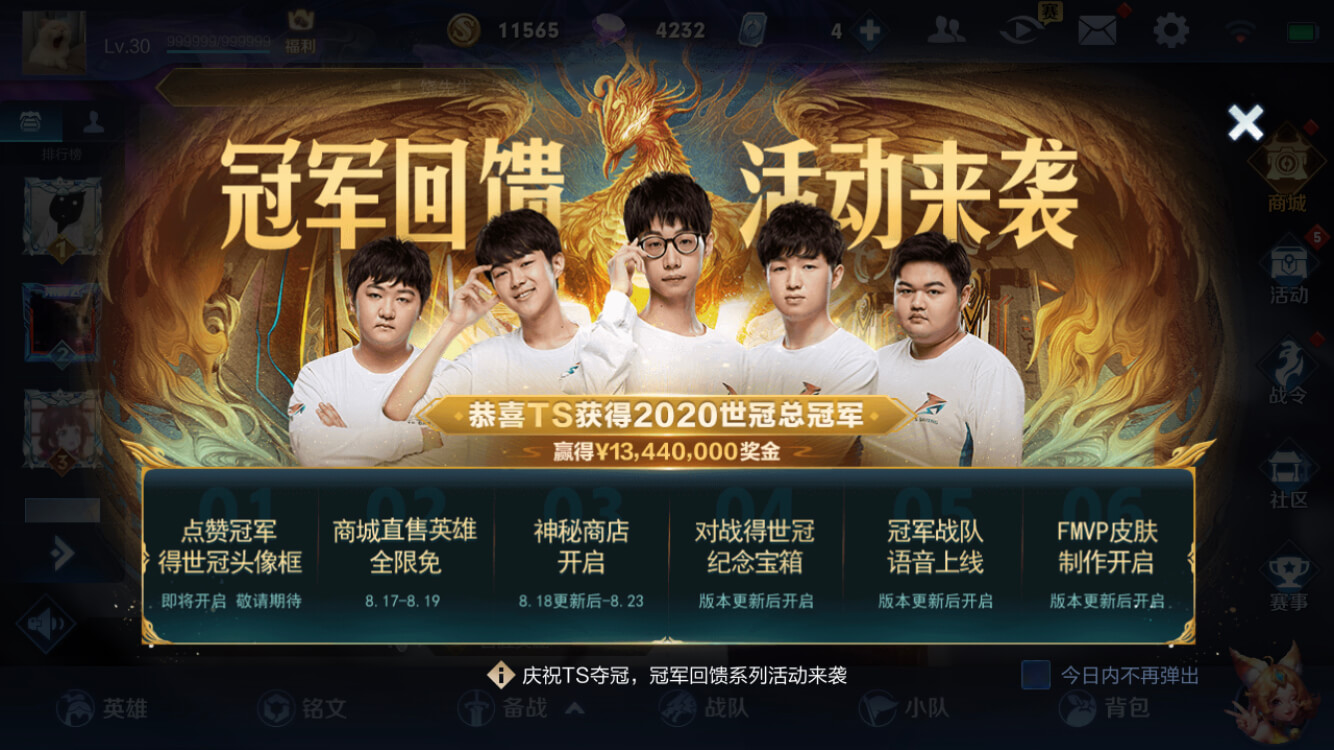 Lv.30
999999/999999
福利
11565
4232
4
赛
排行榜
冠军回馈 活动来袭
商城
1
5
活动
2
战令
恭喜TS获得2020世冠总冠军
赢得¥13,440,000奖金
3
社区
01
点赞冠军
得世冠头像框
即将开启 敬请期待
02
商城直售英雄
全限免
8.17-8.19
03
神秘商店
开启
8.18更新后-8.23
04
对战得世冠
纪念宝箱
版本更新后开启
05
冠军战队
语音上线
版本更新后开启
06
FMVP皮肤
制作开启
版本更新后开启
赛事
庆祝TS夺冠，冠军回馈系列活动来袭
今日内不再弹出
英雄
铭文
备战
战队
小队
背包